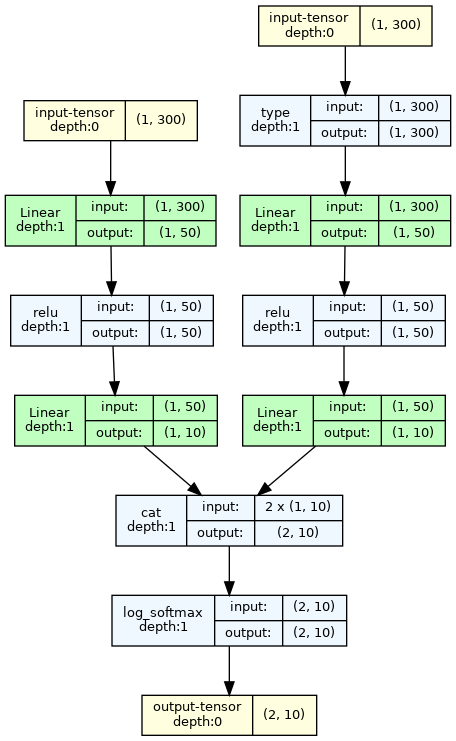 input-tensor
depth:0
(1, 300)
input-tensor
depth:0
(1, 300)
type
depth:1
input:
(1, 300)
output:
(1, 300)
Linear
depth:1
input:
(1, 300)
output:
(1, 50)
Linear
depth:1
input:
(1, 300)
output:
(1, 50)
relu
depth:1
input:
(1, 50)
output:
(1, 50)
relu
depth:1
input:
(1, 50)
output:
(1, 50)
Linear
depth:1
input:
(1, 50)
output:
(1, 10)
Linear
depth:1
input:
(1, 50)
output:
(1, 10)
cat
depth:1
input:
2 x (1, 10)
output:
(2, 10)
log_softmax
depth:1
input:
(2, 10)
output:
(2, 10)
output-tensor
depth:0
(2, 10)